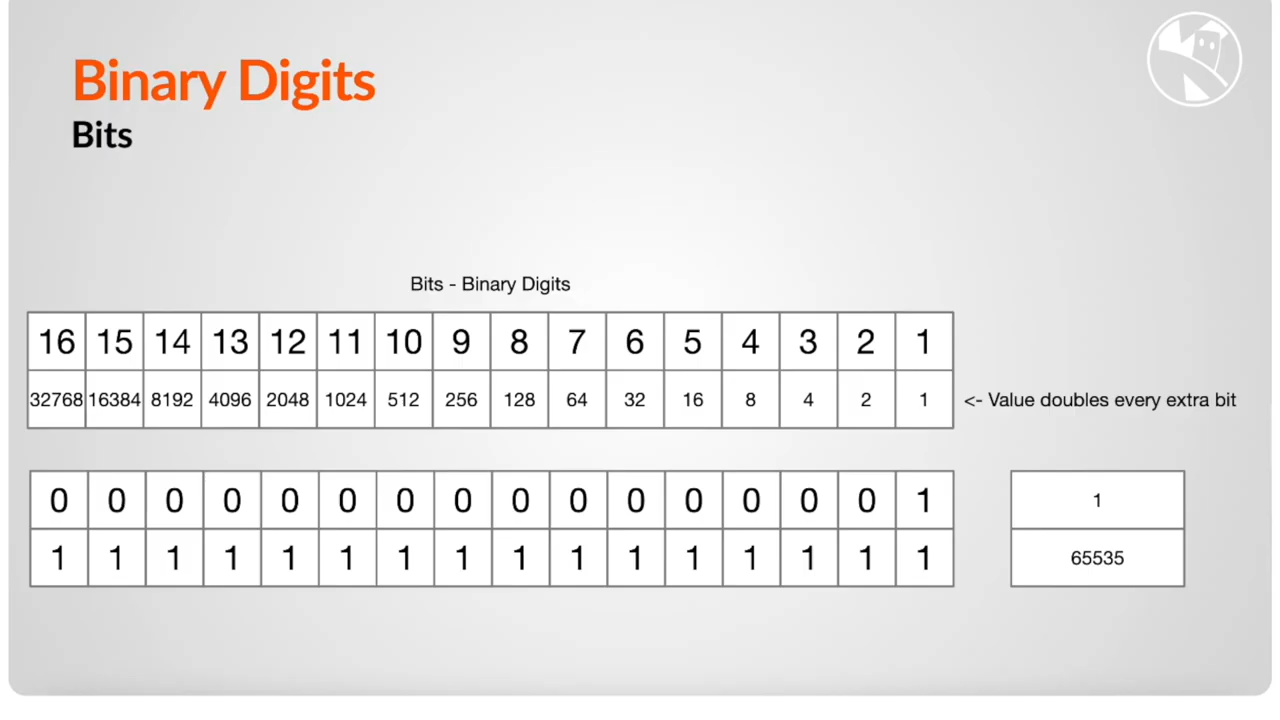 Binary Digits
Bits
Bits - Binary Digits
16 15 14 13 12 11 10 9 8 7 6 5 4 3 2 1
32768 16384 8192 4096 2048 1024 512 256 128 64 32 16 8 4 2 1 <- Value doubles every extra bit
0 0 0 0 0 0 0 0 0 0 0 0 0 0 0 1 1
1 1 1 1 1 1 1 1 1 1 1 1 1 1 1 1 65535